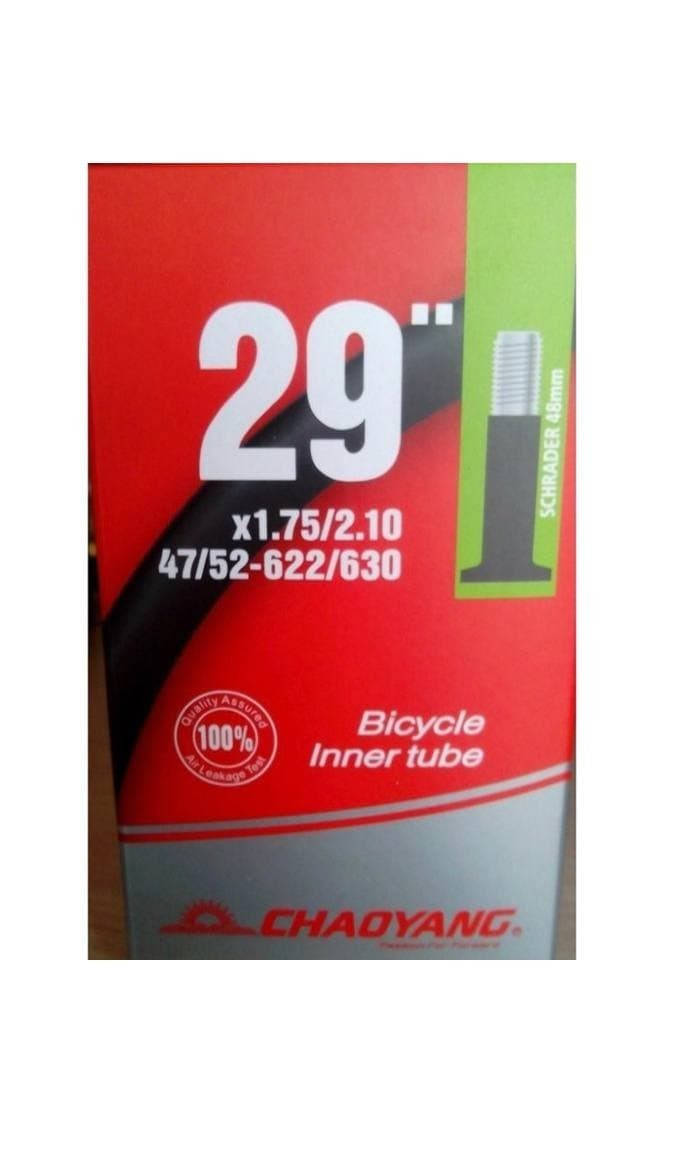 29"
x1.75/2.10
47/52-622/630
SCHRADER 48mm
Quality Assured
100%
Air Leakage Test
Bicycle
Inner tube
CHAOYANG®